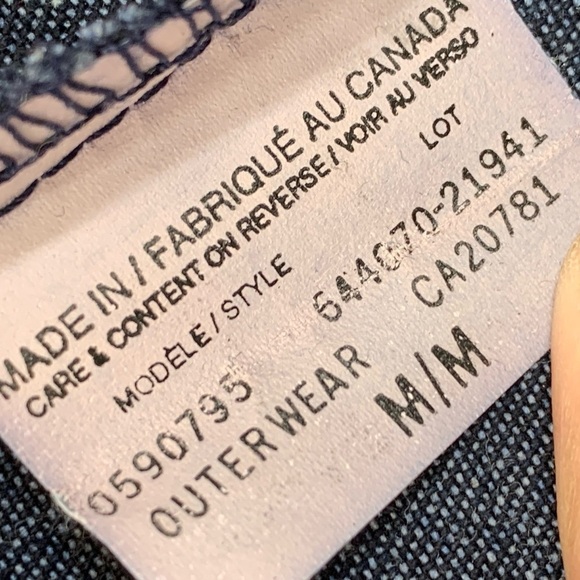 MADE IN / FABRIQUÉ AU CANADA
CARE & CONTENT ON REVERSE / VOIR AU VERSO
MODÈLE / STYLE LOT
0590795 644070-21941
OUTERWEAR CA20781
M/M